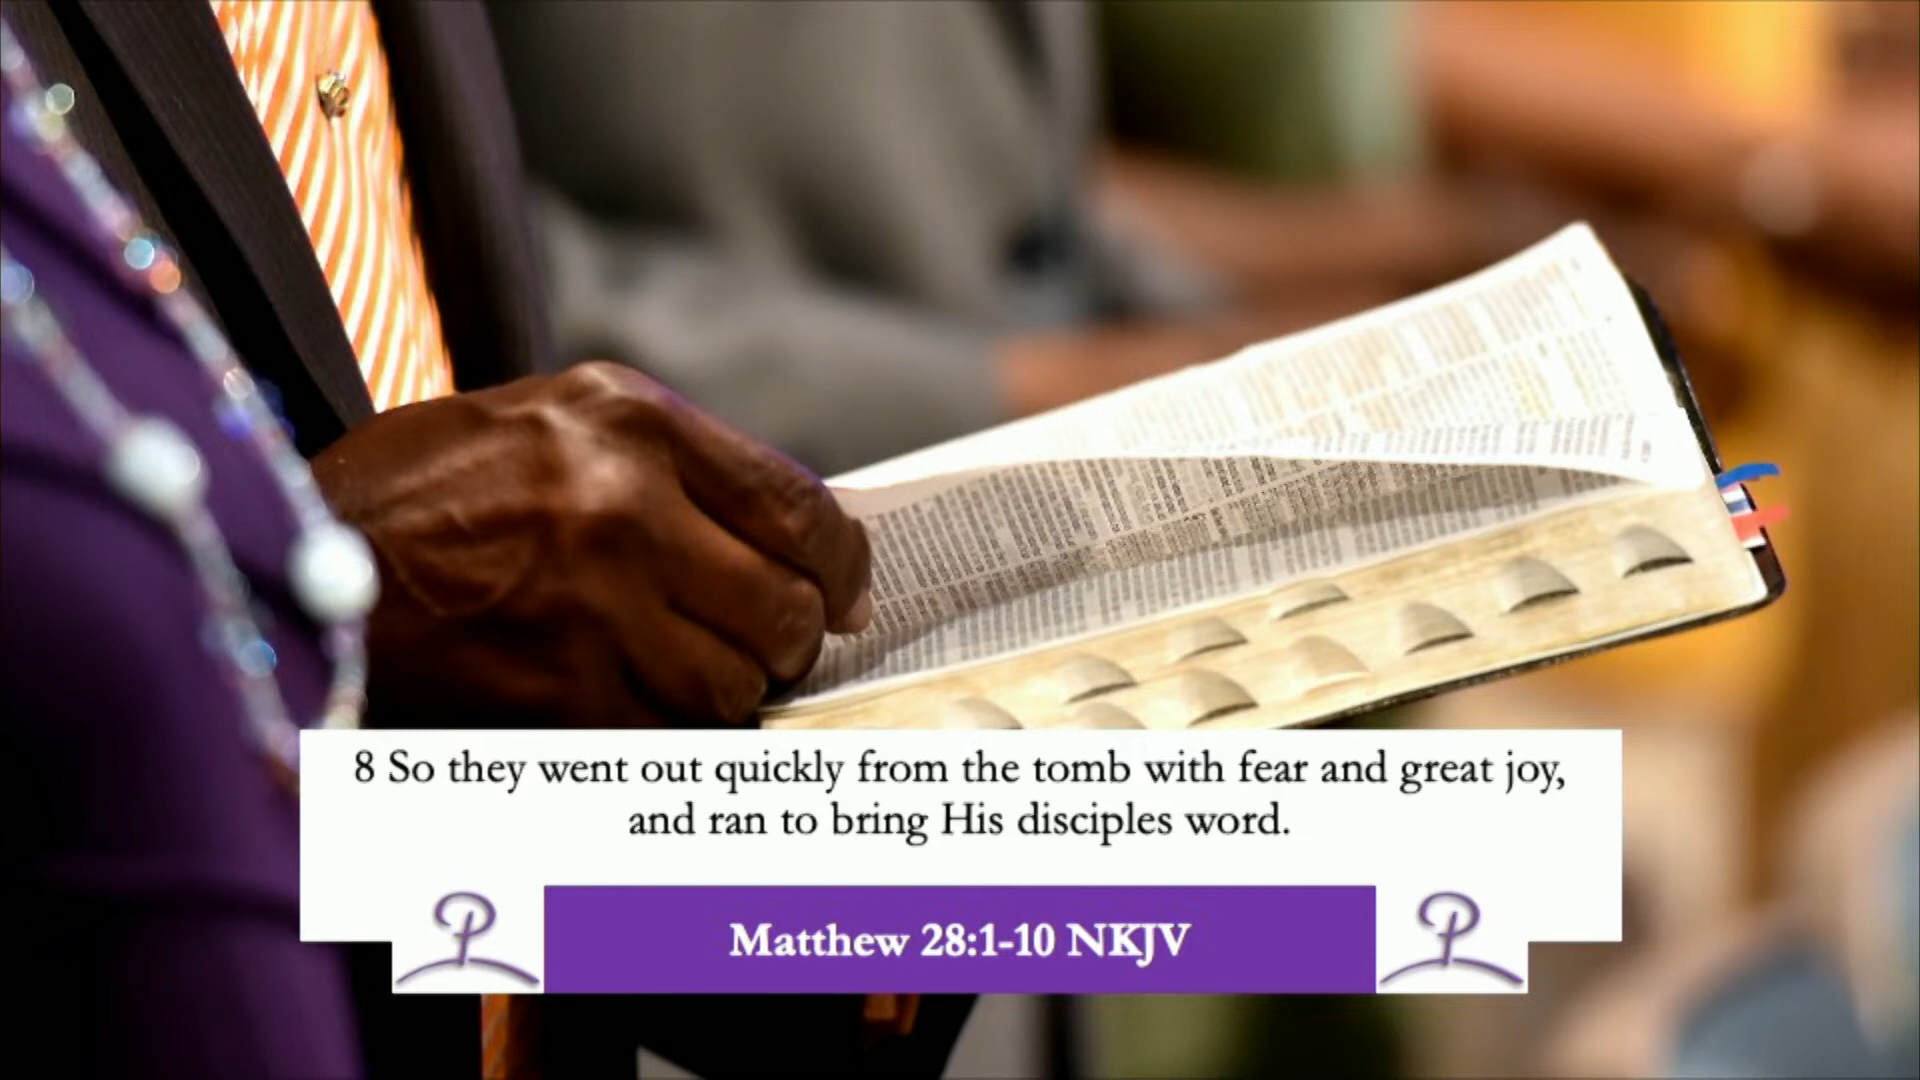 8 So they went out quickly from the tomb with fear and great joy,
and ran to bring His disciples word.
Matthew 28:1-10 NKJV